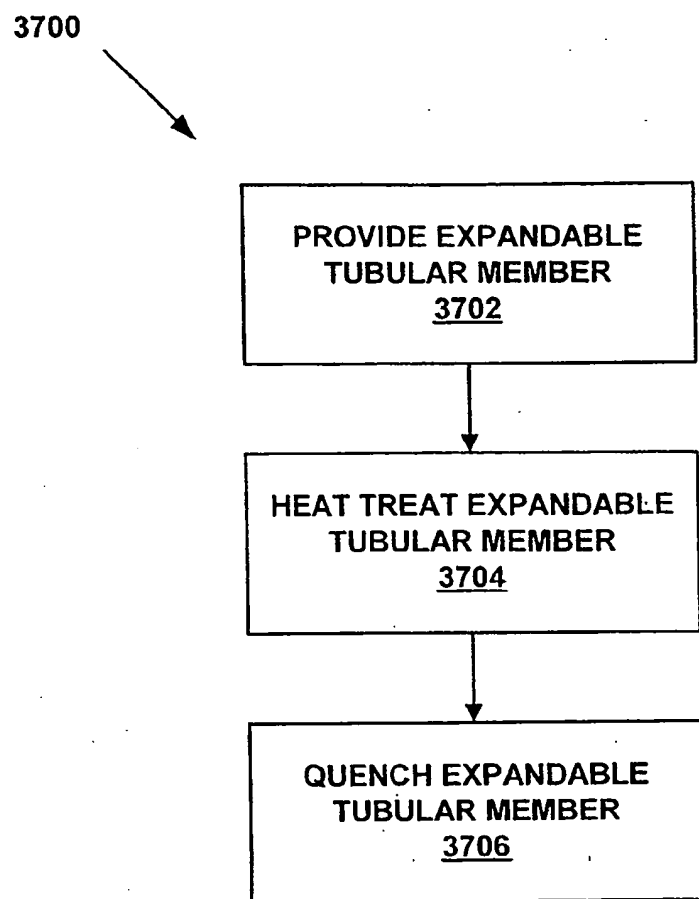 3700
PROVIDE EXPANDABLE
TUBULAR MEMBER
3702
HEAT TREAT EXPANDABLE
TUBULAR MEMBER
3704
QUENCH EXPANDABLE
TUBULAR MEMBER
3706